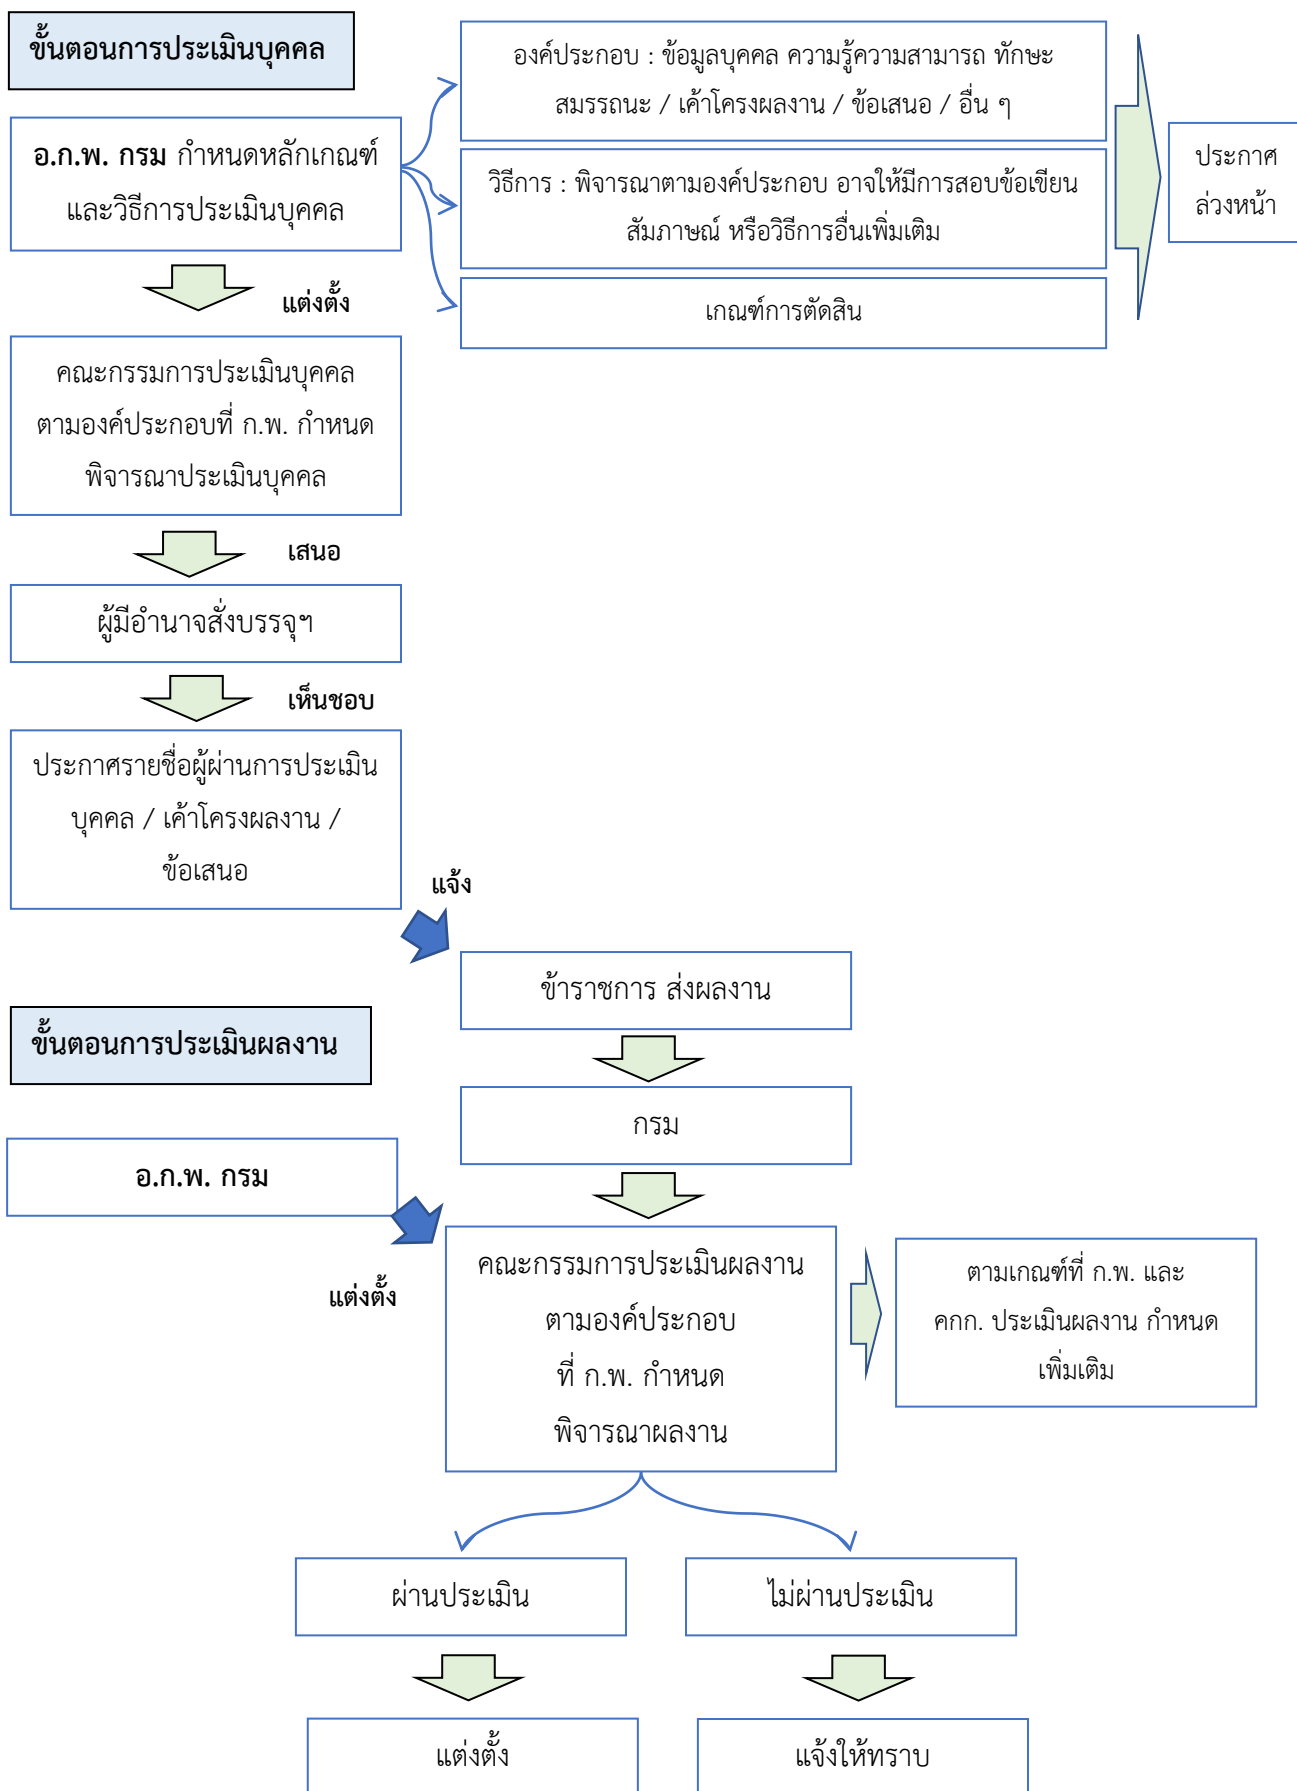 ขั้นตอนการประเมินบุคคล
อ.ก.พ. กรม กำหนดหลักเกณฑ์
และวิธีการประเมินบุคคล
องค์ประกอบ : ข้อมูลบุคคล ความรู้ความสามารถ ทักษะ
สมรรถนะ / เค้าโครงผลงาน / ข้อเสนอ / อื่น ๆ
วิธีการ : พิจารณาตามองค์ประกอบ อาจให้มีการสอบข้อเขียน
สัมภาษณ์ หรือวิธีการอื่นเพิ่มเติม
เกณฑ์การตัดสิน
ประกาศ
ล่วงหน้า
แต่งตั้ง
คณะกรรมการประเมินบุคคล
ตามองค์ประกอบที่ ก.พ. กำหนด
พิจารณาประเมินบุคคล
เสนอ
ผู้มีอำนาจสั่งบรรจุฯ
เห็นชอบ
ประกาศรายชื่อผู้ผ่านการประเมิน
บุคคล / เค้าโครงผลงาน /
ข้อเสนอ
แจ้ง
ข้าราชการ ส่งผลงาน
ขั้นตอนการประเมินผลงาน
กรม
อ.ก.พ. กรม
แต่งตั้ง
คณะกรรมการประเมินผลงาน
ตามองค์ประกอบ
ที่ ก.พ. กำหนด
พิจารณาผลงาน
ตามเกณฑ์ที่ ก.พ. และ
คกก. ประเมินผลงาน กำหนด
เพิ่มเติม
ผ่านประเมิน
ไม่ผ่านประเมิน
แต่งตั้ง
แจ้งให้ทราบ